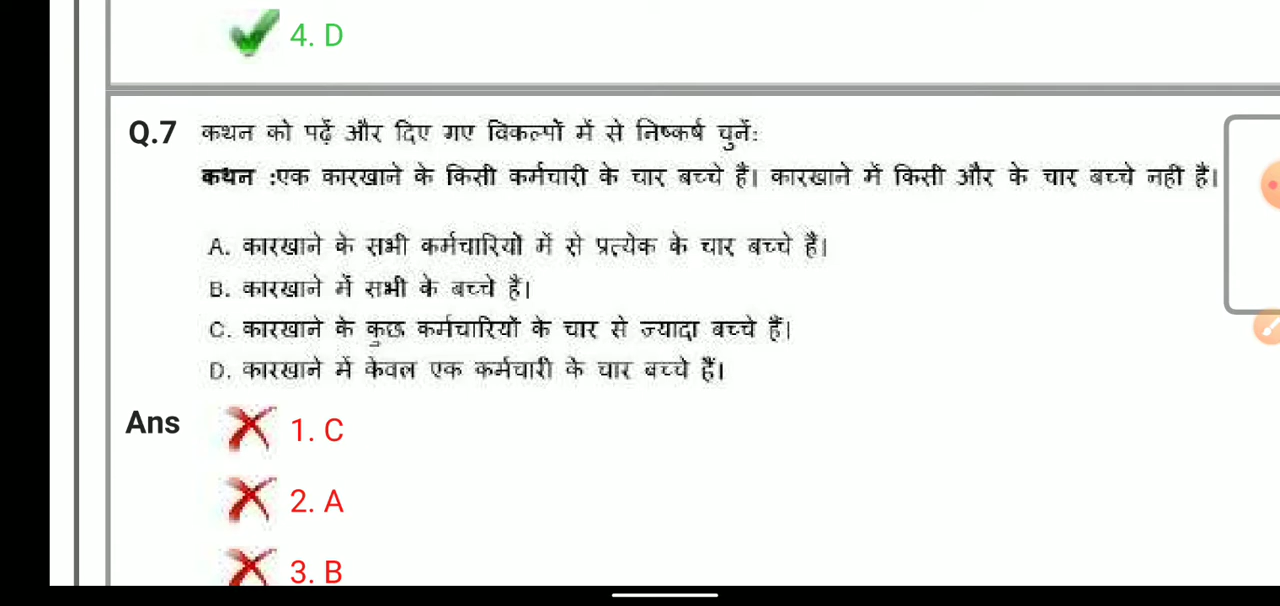 4. D
Q.7 कथन को पढ़ें और दिए गए विकल्पों में से निष्कर्ष चुनें:
कथन :एक कारखाने के किसी कर्मचारी के चार बच्चे हैं। कारखाने में किसी और के चार बच्चे नहीं हैं।
A. कारखाने के सभी कर्मचारियों में से प्रत्येक के चार बच्चे हैं।
B. कारखाने में सभी के बच्चे हैं।
C. कारखाने के कुछ कर्मचारियों के चार से ज्यादा बच्चे हैं।
D. कारखाने में केवल एक कर्मचारी के चार बच्चे हैं।
Ans 1. C
2. A
3. B